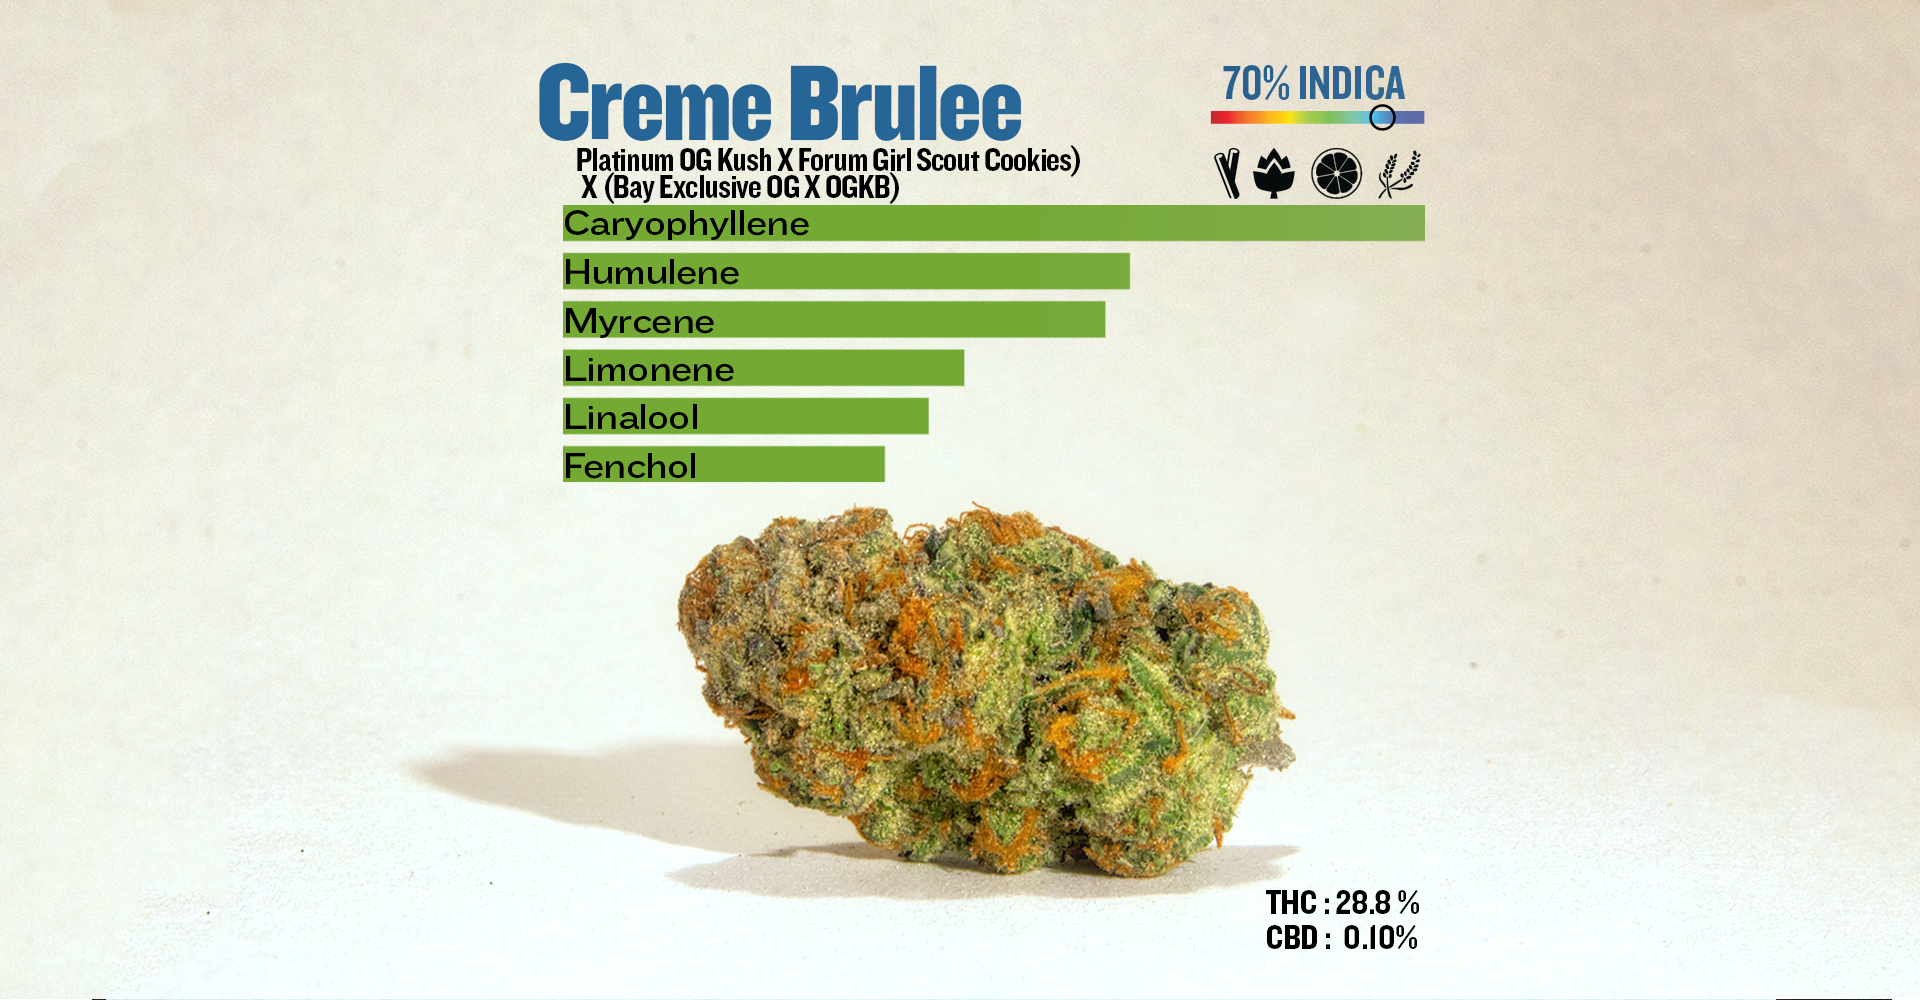 Creme Brulee
70% INDICA
Platinum OG Kush X Forum Girl Scout Cookies)
X (Bay Exclusive OG X OGKB)
Caryophyllene
Humulene
Myrcene
Limonene
Linalool
Fenchol
THC : 28.8 %
CBD : 0.10%